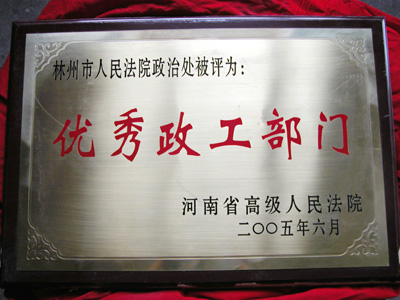 林州市人民法院政治处被评为:
优秀政工部门
河南省高级人民法院
二〇〇五年六月